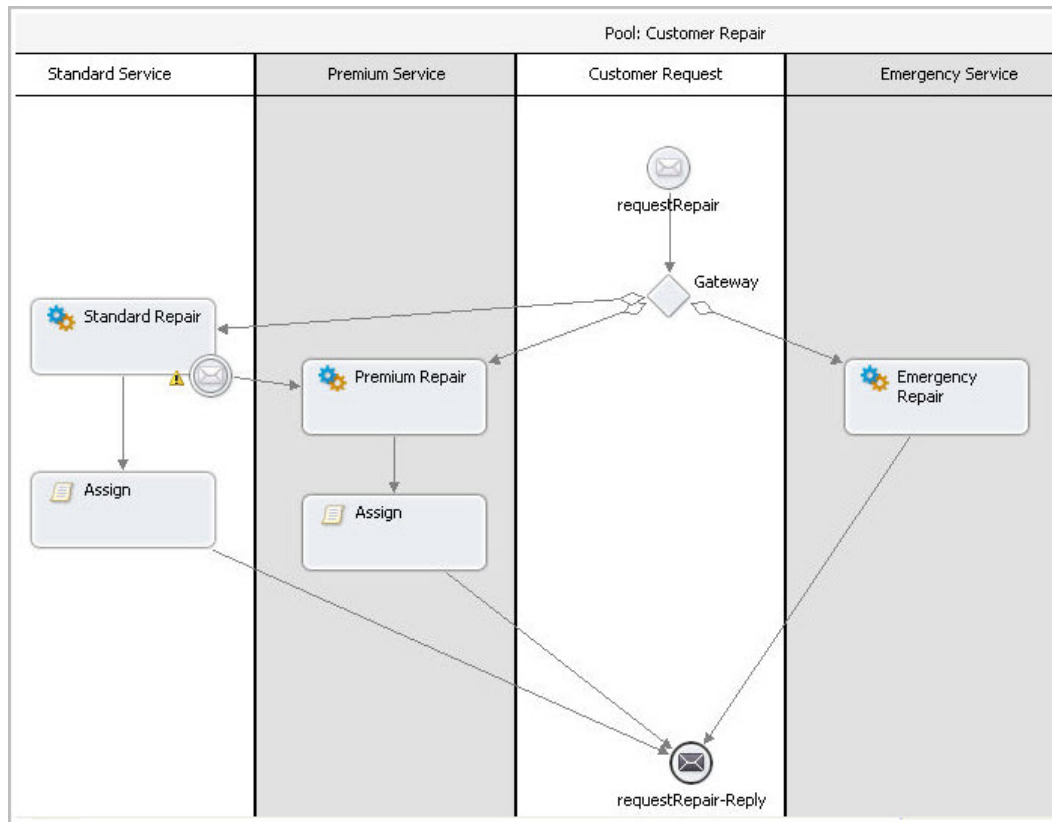 Pool: Customer Repair
Standard Service
Premium Service
Customer Request
Emergency Service
requestRepair
Gateway
Standard Repair
Premium Repair
Emergency
Repair
Assign
Assign
requestRepair-Reply